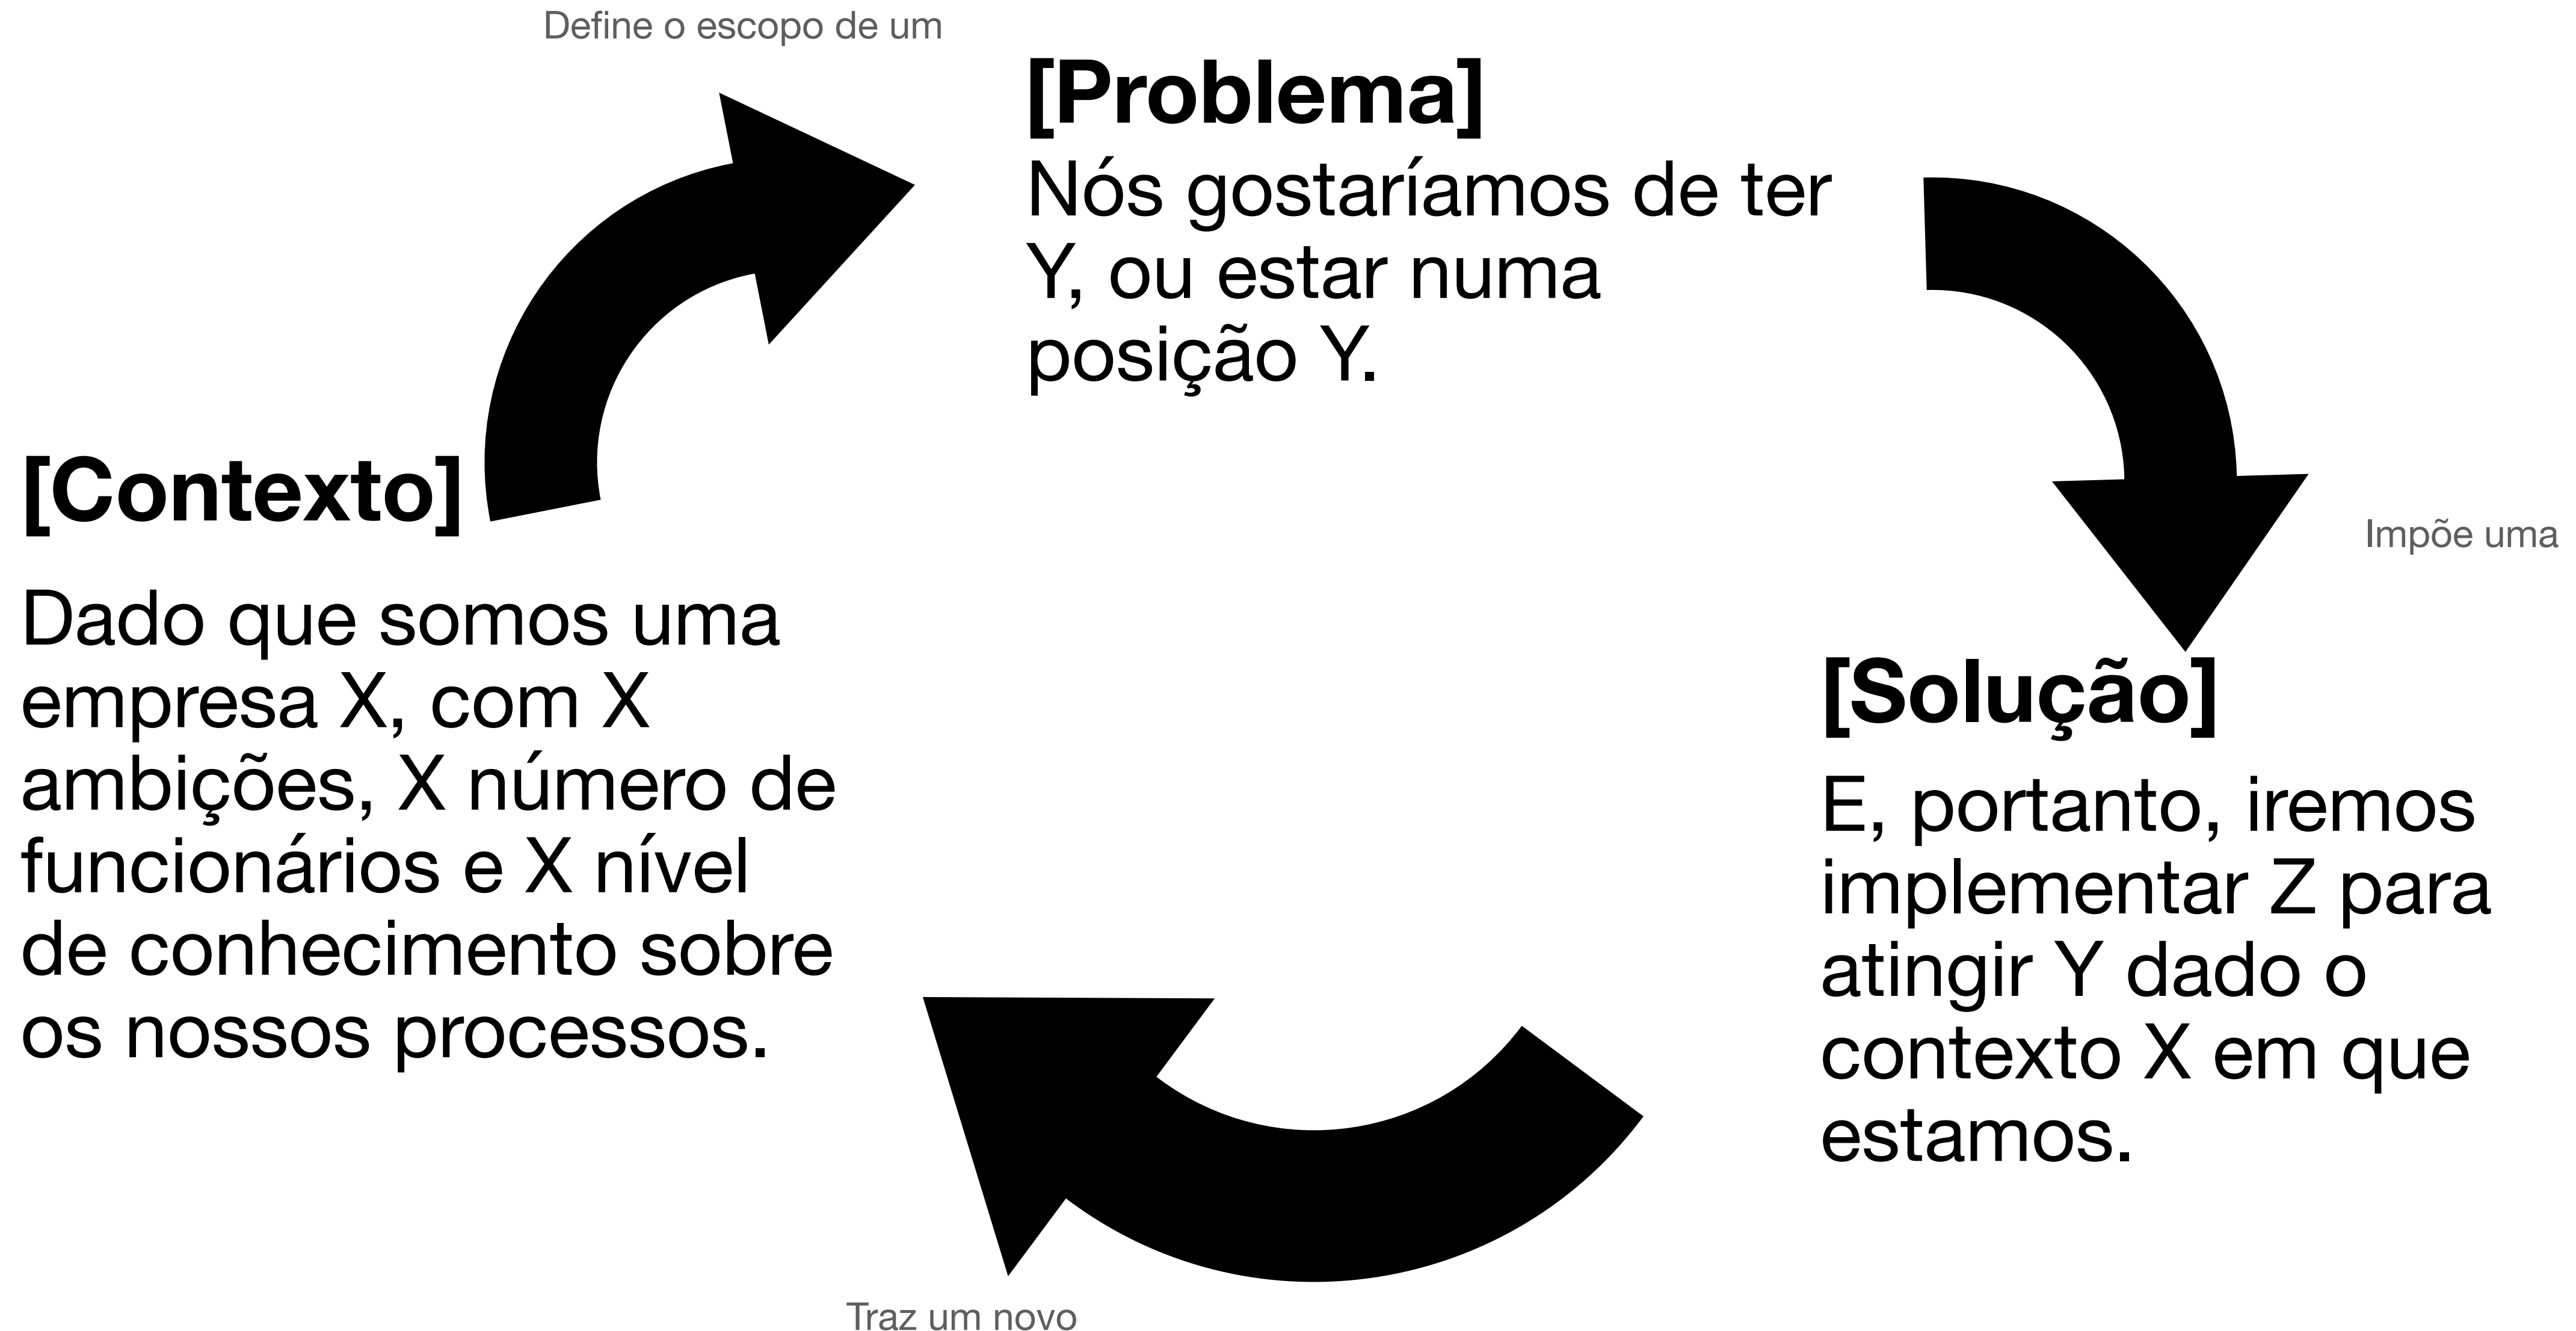 Define o escopo de um
[Problema]
Nós gostaríamos de ter
Y, ou estar numa
posição Y.
Impõe uma
[Solução]
E, portanto, iremos
implementar Z para
atingir Y dado o
contexto X em que
estamos.
Traz um novo
[Contexto]
Dado que somos uma
empresa X, com X
ambições, X número de
funcionários e X nível
de conhecimento sobre
os nossos processos.